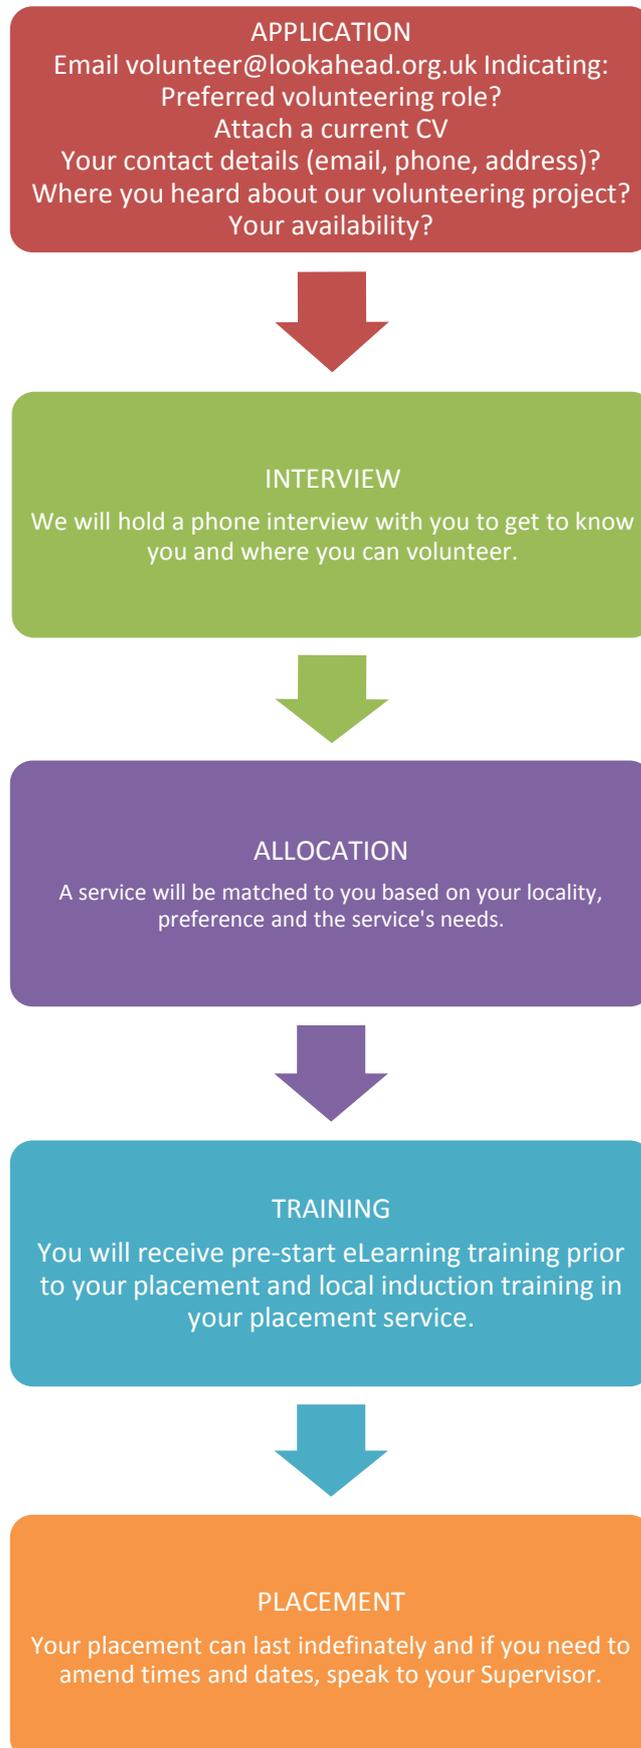 APPLICATION
Email volunteer@lookahead.org.uk Indicating:
Preferred volunteering role?
Attach a current CV
Your contact details (email, phone, address)?
Where you heard about our volunteering project?
Your availability?
INTERVIEW
We will hold a phone interview with you to get to know
you and where you can volunteer.
ALLOCATION
A service will be matched to you based on your locality,
preference and the service's needs.
TRAINING
You will receive pre-start eLearning training prior
to your placement and local induction training in
your placement service.
PLACEMENT
Your placement can last indefinately and if you need to
amend times and dates, speak to your Supervisor.